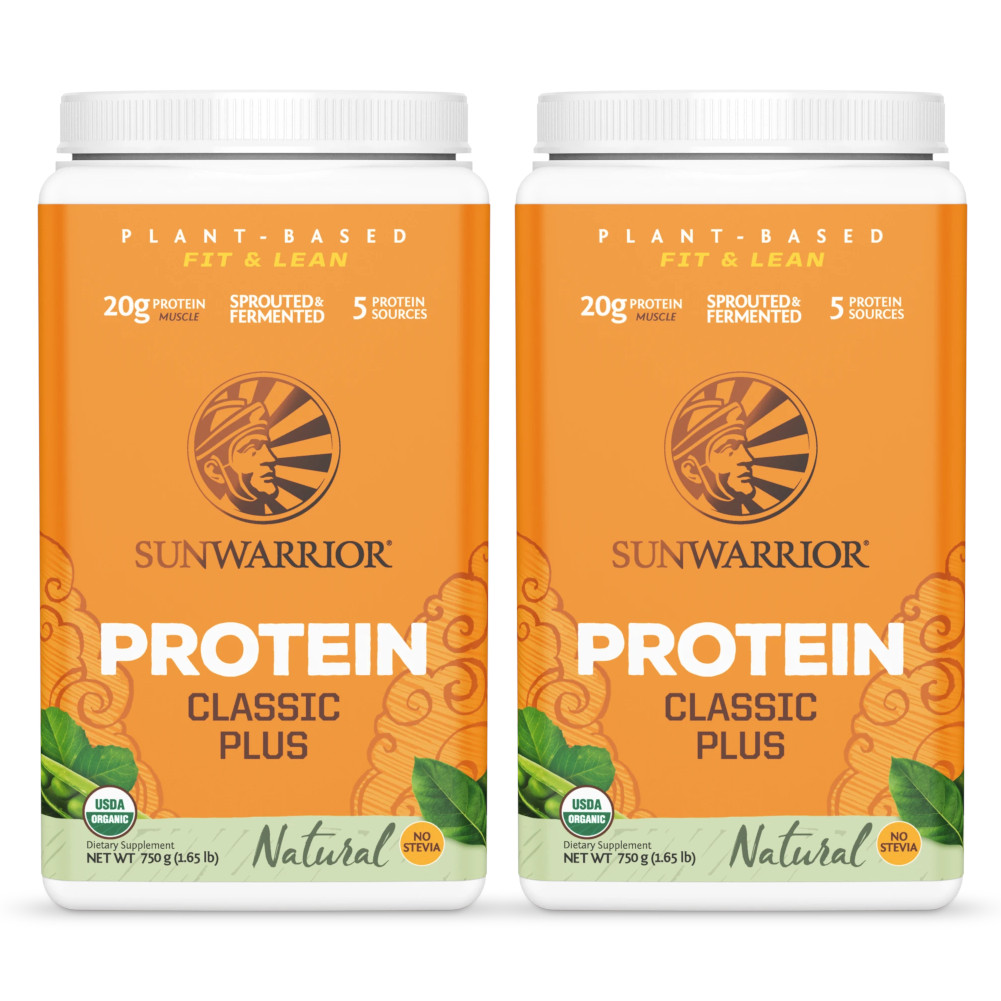 PLANT-BASED
FIT & LEAN
20g PROTEIN MUSCLE
SPROUTED & FERMENTED
5 PROTEIN SOURCES
SUNWARRIOR®
PROTEIN
CLASSIC
PLUS
USDA
ORGANIC
Dietary Supplement
NET WT 750 g (1.65 lb)
Natural
NO
STEVIA
PLANT-BASED
FIT & LEAN
20g PROTEIN MUSCLE
SPROUTED & FERMENTED
5 PROTEIN SOURCES
SUNWARRIOR®
PROTEIN
CLASSIC
PLUS
USDA
ORGANIC
Dietary Supplement
NET WT 750 g (1.65 lb)
Natural
NO
STEVIA